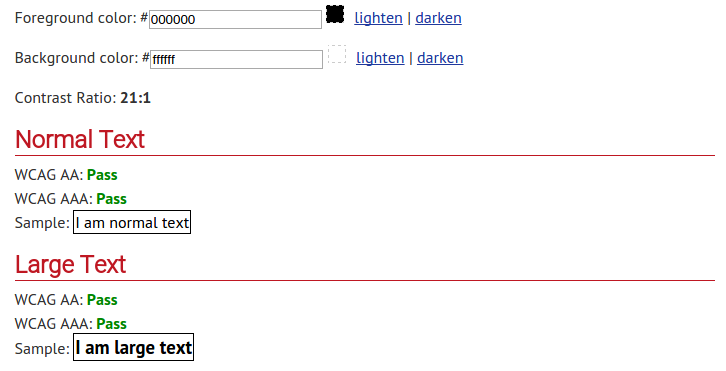 Foreground color: #000000 lighten | darken
Background color: #ffffff lighten | darken
Contrast Ratio: 21:1
Normal Text
WCAG AA: Pass
WCAG AAA: Pass
Sample: I am normal text
Large Text
WCAG AA: Pass
WCAG AAA: Pass
Sample: I am large text